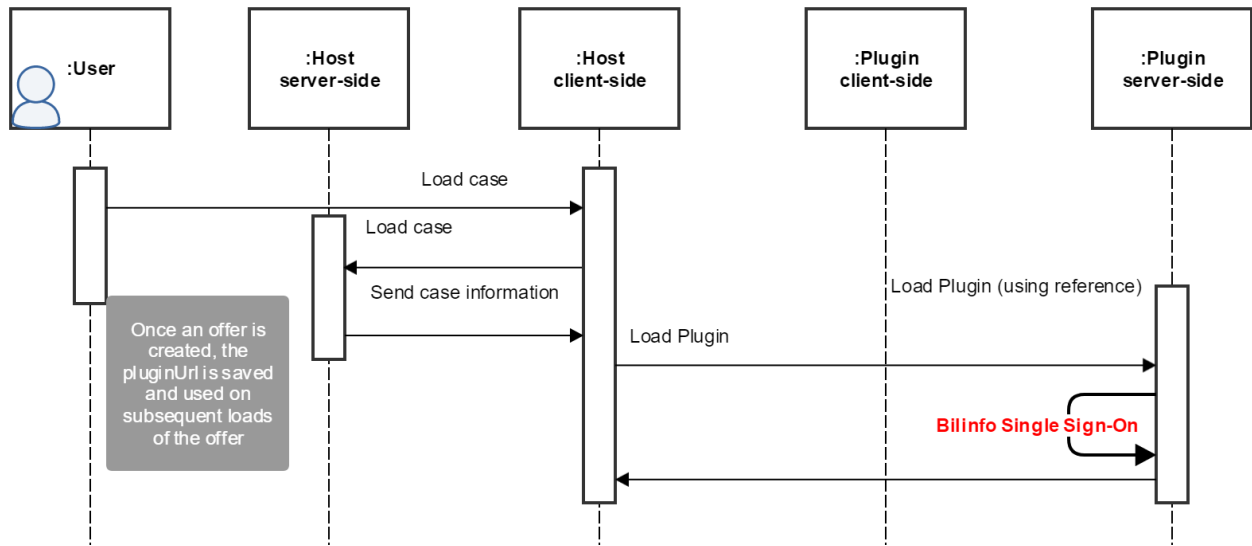 :User
:Host
server-side
:Host
client-side
:Plugin
client-side
:Plugin
server-side
Load case
Load case
Send case information
Load Plugin (using reference)
Once an offer is
created, the
pluginUrl is saved
and used on
subsequent loads
of the offer
Load Plugin
Bilinfo Single Sign-On